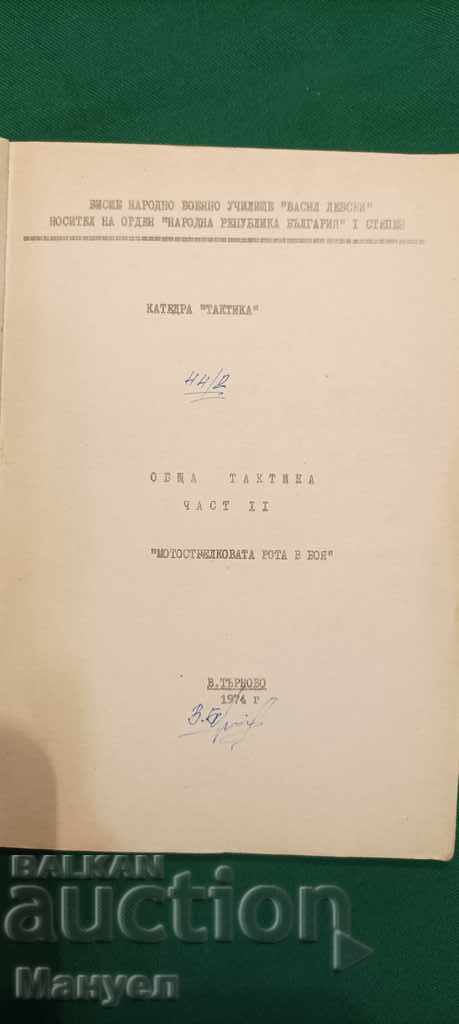 ВИСШЕ НАРОДНО ВОЕННО УЧИЛИЩЕ "ВАСИЛ ЛЕВСКИ"
НОСИТЕЛ НА ОРДЕН "НАРОДНА РЕПУБЛИКА БЪЛГАРИЯ" I СТЕПЕН
КАТЕДРА "ТАКТИКА"
ОБЩА ТАКТИКА
ЧАСТ II
"МОТОСТРЕЛКОВАТА РОТА В БОЯ"
В. ТЪРНОВО
1974 г
BALKAN
auction
Мануел